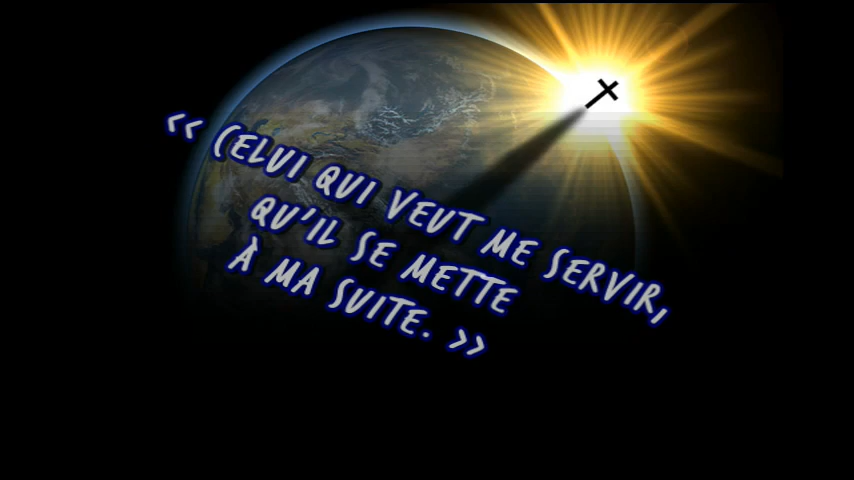 « CELUI QUI VEUT ME SERVIR,
QU'IL SE METTE
À MA SUITE. »